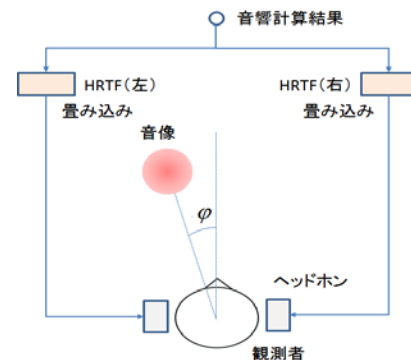 音響計算結果
HRTF(左)
畳み込み
HRTF(右)
畳み込み
音像
φ
ヘッドホン
観測者